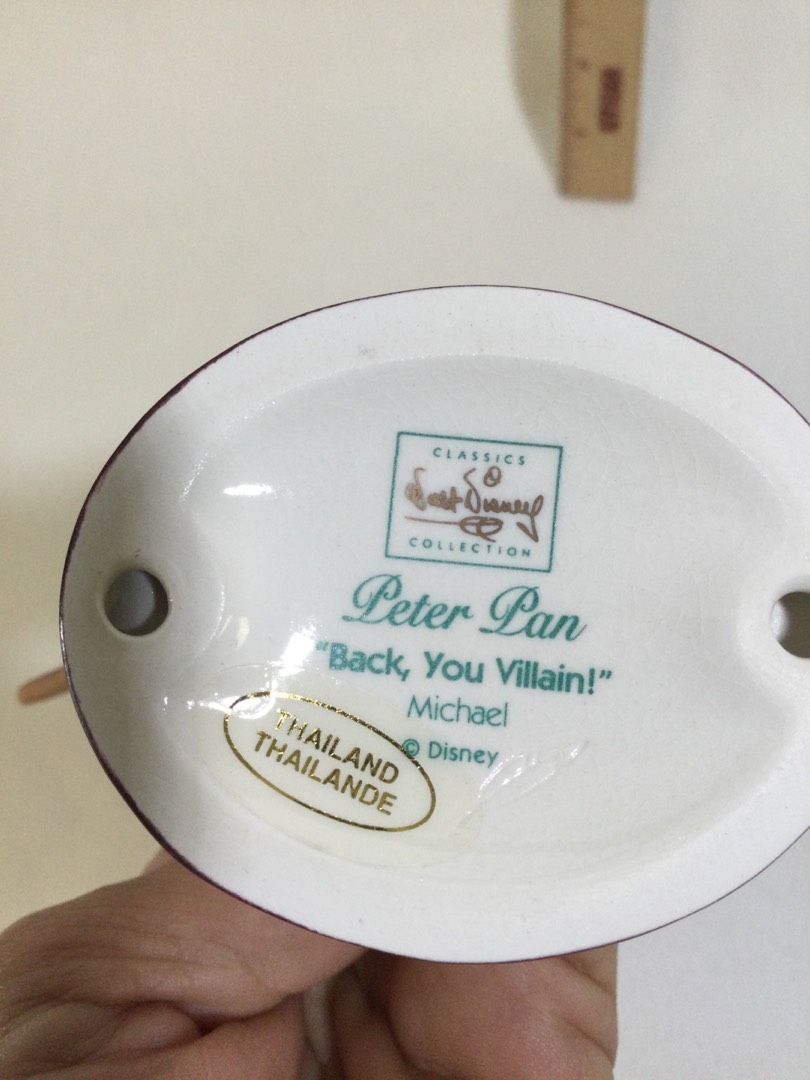 CLASSICS
Walt Disney
COLLECTION
Peter Pan
"Back, You Villain!"
Michael
© Disney
THAILAND
THAILANDE